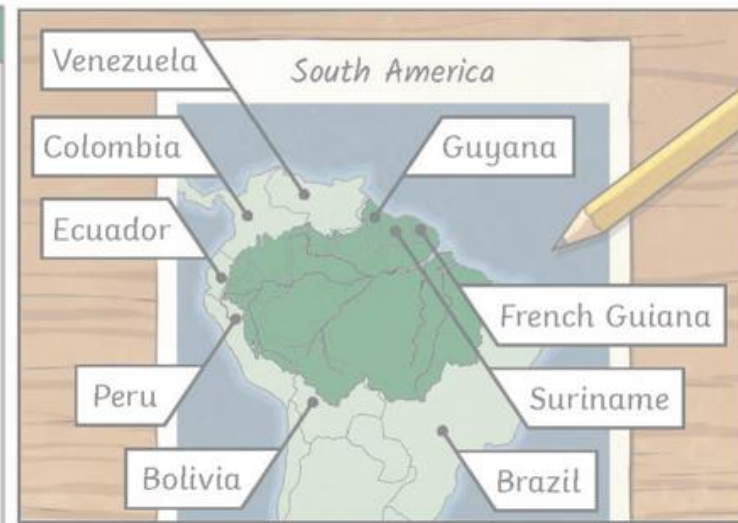 South America
Venezuela
Colombia
Ecuador
Peru
Bolivia
Guyana
French Guiana
Suriname
Brazil